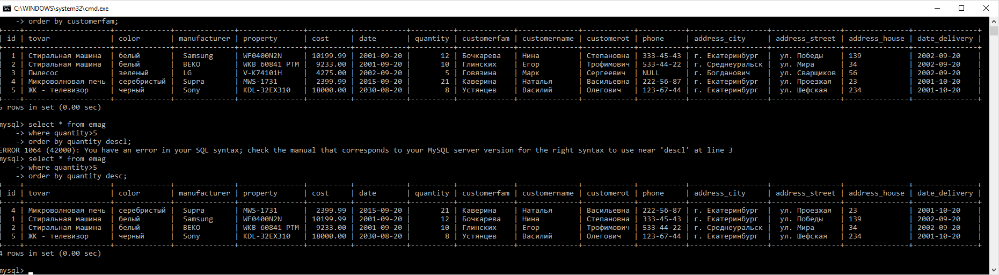 C:\WINDOWS\system32\cmd.exe
    -> order by customerfam;
+----+--------------------+-------------+--------------+--------------+----------+------------+----------+-------------+--------------+-------------+-----------+------------------+----------------+---------------+---------------+
| id | tovar              | color       | manufacturer | property     | cost     | date       | quantity | customerfam | customername | customerot  | phone     | address_city     | address_street | address_house | date_delivery |
+----+--------------------+-------------+--------------+--------------+----------+------------+----------+-------------+--------------+-------------+-----------+------------------+----------------+---------------+---------------+
|  1 | Стиральная машина  | белый       |  Samsung     | WF0400N2N    | 10199.99 | 2001-09-20 |       12 | Бочкарева   | Нина         | Степановна  | 333-45-43 | г. Екатеринбург  |  ул. Победы    | 139           | 2002-09-20    |
|  2 | Стиральная машина  | белый       |  BEKO        | WKB 60841 PTM |  9233.00 | 2001-09-20 |       10 | Глинских    | Егор         | Трофимович  | 533-44-22 | г. Среднеуральск |  ул. Мира      | 34            | 2002-09-20    |
|  3 | Пылесос            | зеленый     |  LG          | V-K74101H    |  4275.00 | 2002-09-20 |        5 | Говязина    | Марк         | Сергеевич   | NULL      | г. Богданович    |  ул. Сварщиков | 56            | 2002-09-20    |
|  4 | Микроволновая печь | серебристый |  Supra       | MWS-1731     |  2399.99 | 2015-09-20 |       21 | Каверина    | Наталья      | Васильевна  | 222-56-87 | г. Екатеринбург  |  ул. Проезжая  | 23            | 2001-10-20    |
|  5 | ЖК - телевизор     | черный      |  Sony        | KDL-32EX310  | 18000.00 | 2030-08-20 |        8 | Устянцев    | Василий      | Олегович    | 123-67-44 | г. Екатеринбург  |  ул. Шефская   | 234           | 2001-10-20    |
+----+--------------------+-------------+--------------+--------------+----------+------------+----------+-------------+--------------+-------------+-----------+------------------+----------------+---------------+---------------+
5 rows in set (0.00 sec)
mysql> select * from emag
    -> where quantity>5
    -> order by quantity descl;
ERROR 1064 (42000): You have an error in your SQL syntax; check the manual that corresponds to your MySQL server version for the right syntax to use near 'descl' at line 3
mysql> select * from emag
    -> where quantity>5
    -> order by quantity desc;
+----+--------------------+-------------+--------------+--------------+----------+------------+----------+-------------+--------------+-------------+-----------+------------------+----------------+---------------+---------------+
| id | tovar              | color       | manufacturer | property     | cost     | date       | quantity | customerfam | customername | customerot  | phone     | address_city     | address_street | address_house | date_delivery |
+----+--------------------+-------------+--------------+--------------+----------+------------+----------+-------------+--------------+-------------+-----------+------------------+----------------+---------------+---------------+
|  4 | Микроволновая печь | серебристый |  Supra       | MWS-1731     |  2399.99 | 2015-09-20 |       21 | Каверина    | Наталья      | Васильевна  | 222-56-87 | г. Екатеринбург  |  ул. Проезжая  | 23            | 2001-10-20    |
|  1 | Стиральная машина  | белый       |  Samsung     | WF0400N2N    | 10199.99 | 2001-09-20 |       12 | Бочкарева   | Нина         | Степановна  | 333-45-43 | г. Екатеринбург  |  ул. Победы    | 139           | 2002-09-20    |
|  2 | Стиральная машина  | белый       |  BEKO        | WKB 60841 PTM |  9233.00 | 2001-09-20 |       10 | Глинских    | Егор         | Трофимович  | 533-44-22 | г. Среднеуральск |  ул. Мира      | 34            | 2002-09-20    |
|  5 | ЖК - телевизор     | черный      |  Sony        | KDL-32EX310  | 18000.00 | 2030-08-20 |        8 | Устянцев    | Василий      | Олегович    | 123-67-44 | г. Екатеринбург  |  ул. Шефская   | 234           | 2001-10-20    |
+----+--------------------+-------------+--------------+--------------+----------+------------+----------+-------------+--------------+-------------+-----------+------------------+----------------+---------------+---------------+
4 rows in set (0.00 sec)
mysql>